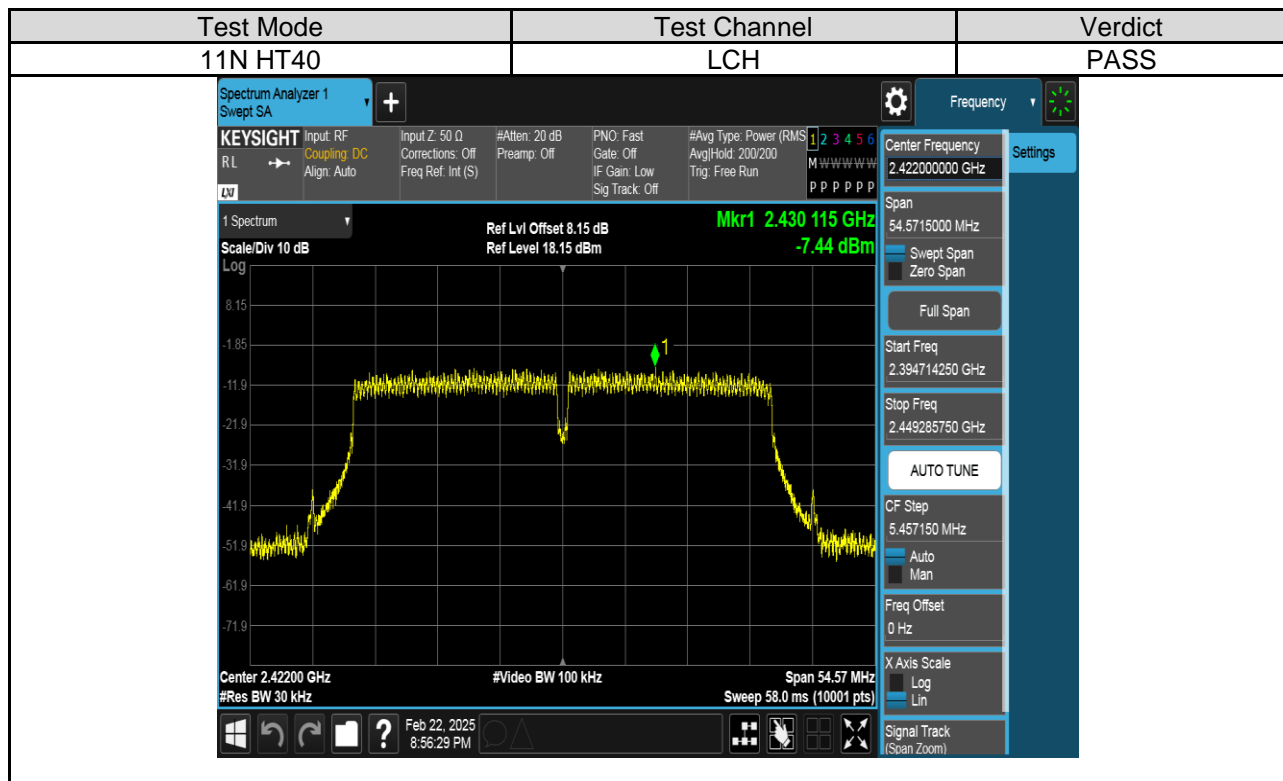 Test Mode Test Channel Verdict
11N HT40 LCH PASS
Spectrum Analyzer 1
Swept SA
+
Frequency
KEYSIGHT
RL
LXI
Input: RF
Coupling: DC
Align: Auto
Input Z: 50 Ω
Corrections: Off
Freq Ref: Int (S)
#Atten: 20 dB
Preamp: Off
PNO: Fast
Gate: Off
IF Gain: Low
Sig Track: Off
#Avg Type: Power (RMS
Avg|Hold: 200/200
Trig: Free Run
1 2 3 4 5 6
M W W W W W
P P P P P P
1 Spectrum
Scale/Div 10 dB
Log
Ref Lvl Offset 8.15 dB
Ref Level 18.15 dBm
Mkr1 2.430 115 GHz
-7.44 dBm
8.15
-1.85
-11.9
-21.9
-31.9
-41.9
-51.9
-61.9
-71.9
1
Center 2.42200 GHz
#Res BW 30 kHz
#Video BW 100 kHz
Span 54.57 MHz
Sweep 58.0 ms (10001 pts)
?
Feb 22, 2025
8:56:29 PM
Center Frequency
2.422000000 GHz
Settings
Span
54.5715000 MHz
Swept Span
Zero Span
Full Span
Start Freq
2.394714250 GHz
Stop Freq
2.449285750 GHz
AUTO TUNE
CF Step
5.457150 MHz
Auto
Man
Freq Offset
0 Hz
X Axis Scale
Log
Lin
Signal Track
(Span Zoom)